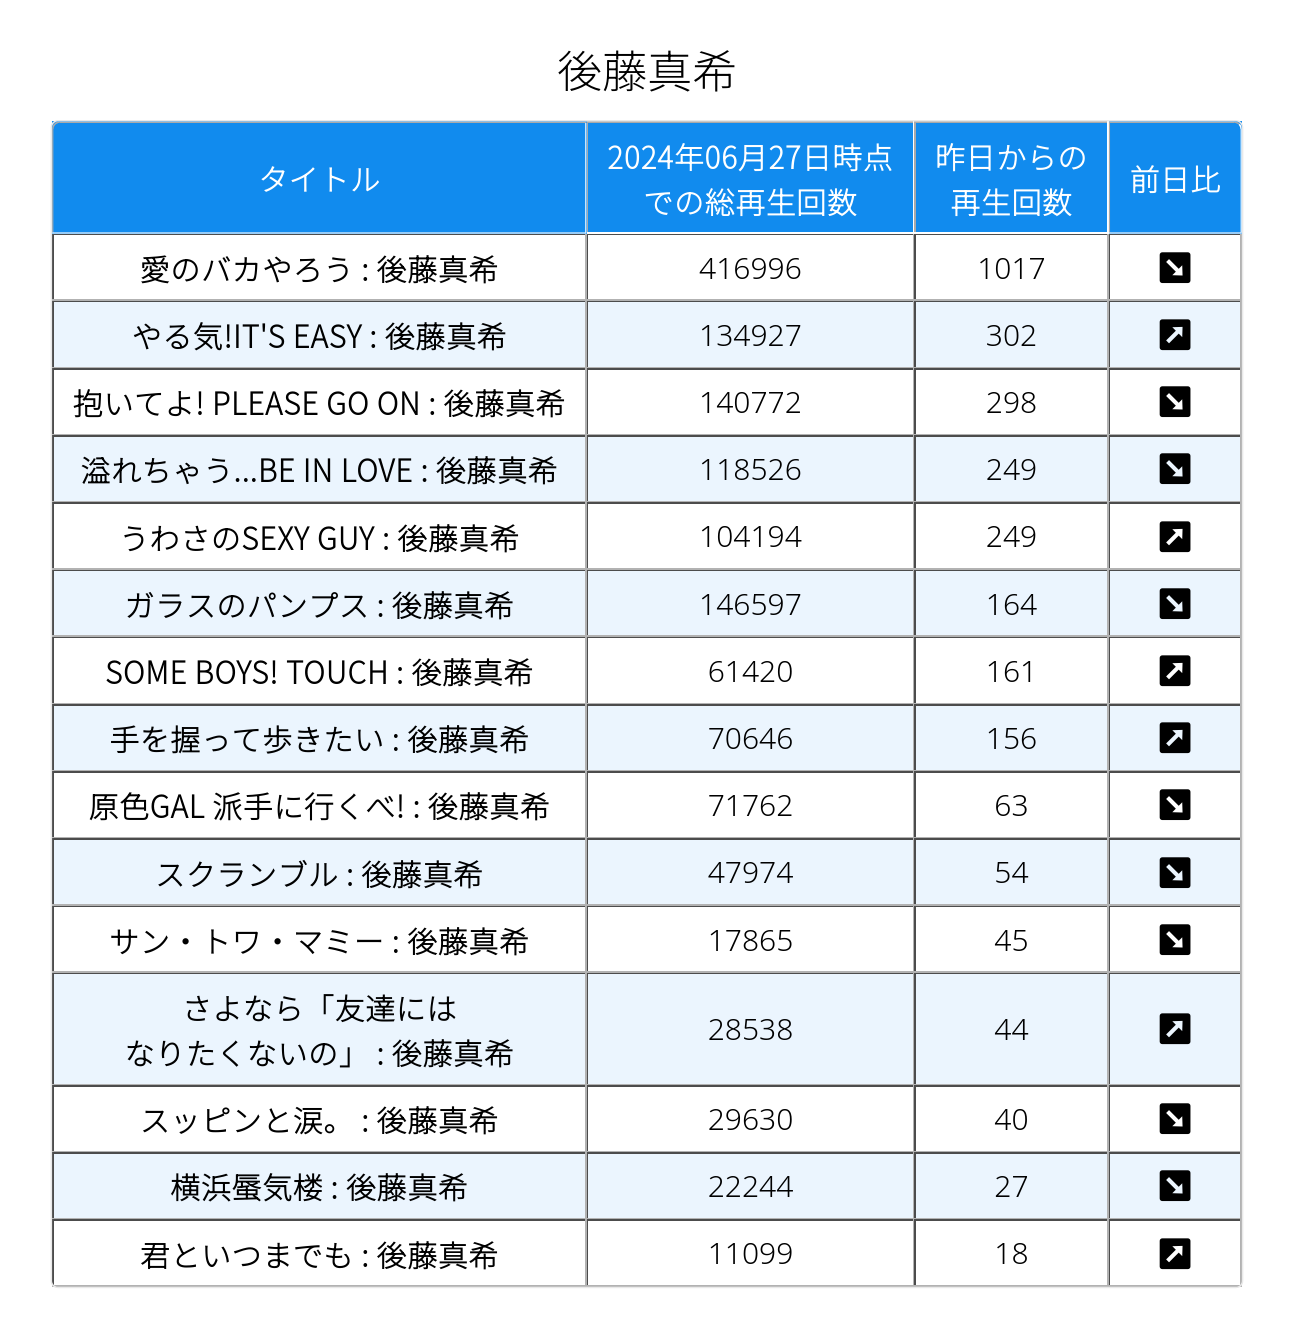 後藤真希
タイトル
2024年06月27日時点
での総再生回数
昨日からの
再生回数
前日比
愛のバカやろう : 後藤真希 416996 1017
やる気!IT'S EASY : 後藤真希 134927 302
抱いてよ! PLEASE GO ON : 後藤真希 140772 298
溢れちゃう...BE IN LOVE : 後藤真希 118526 249
うわさのSEXY GUY : 後藤真希 104194 249
ガラスのパンプス : 後藤真希 146597 164
SOME BOYS! TOUCH : 後藤真希 61420 161
手を握って歩きたい : 後藤真希 70646 156
原色GAL 派手に行くべ! : 後藤真希 71762 63
スクランブル : 後藤真希 47974 54
サン・トワ・マミー : 後藤真希 17865 45
さよなら「友達には
なりたくないの」 : 後藤真希 28538 44
スッピンと涙。 : 後藤真希 29630 40
横浜蜃気楼 : 後藤真希 22244 27
君といつまでも : 後藤真希 11099 18